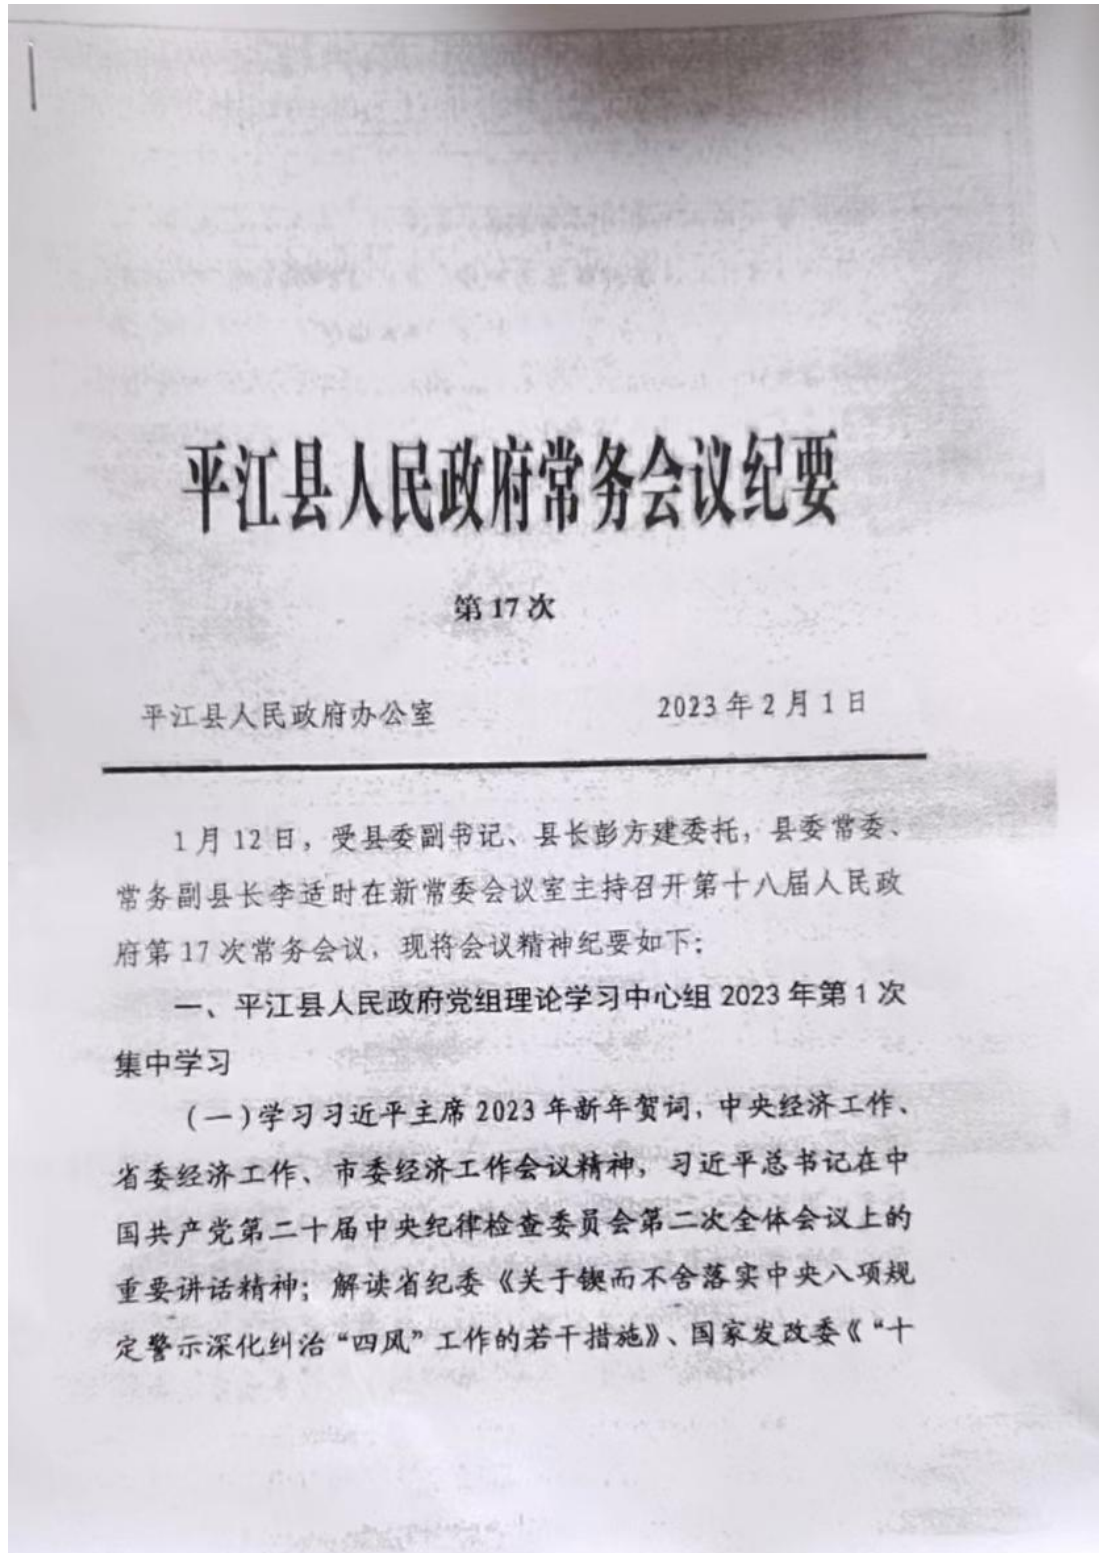 平江县人民政府常务会议纪要
第17次
平江县人民政府办公室 2023年2月1日
1月12日，受县委副书记、县长彭方建委托，县委常委、
常务副县长李适时在新常委会议室主持召开第十八届人民政
府第17次常务会议，现将会议精神纪要如下：
一、平江县人民政府党组理论学习中心组2023年第1次
集中学习
（一）学习习近平主席2023年新年贺词，中央经济工作、
省委经济工作、市委经济工作会议精神，习近平总书记在中
国共产党第二十届中央纪律检查委员会第二次全体会议上的
重要讲话精神；解读省纪委《关于锲而不舍落实中央八项规
定警示深化纠治“四风”工作的若干措施》、国家发改委《“十